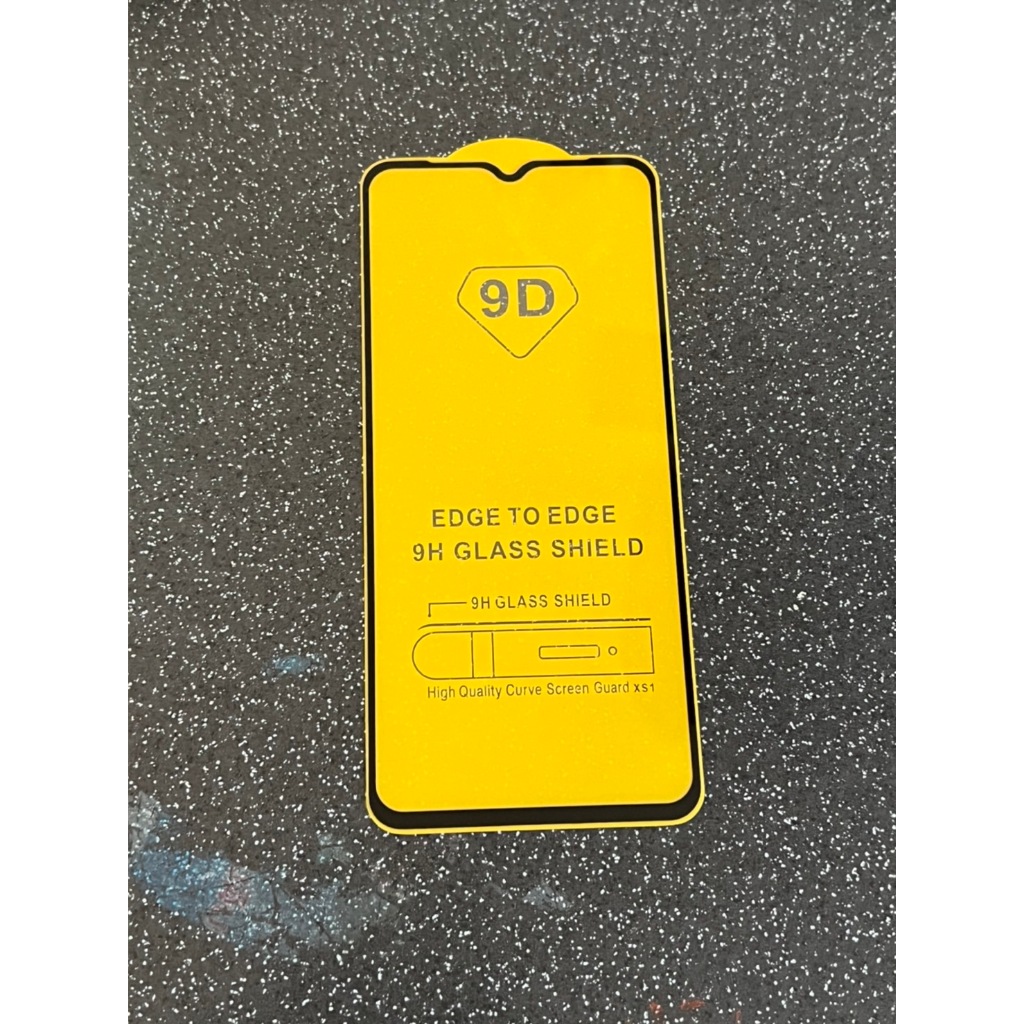 9D
EDGE TO EDGE
9H GLASS SHIELD
9H GLASS SHIELD
High Quality Curve Screen Guard XS1